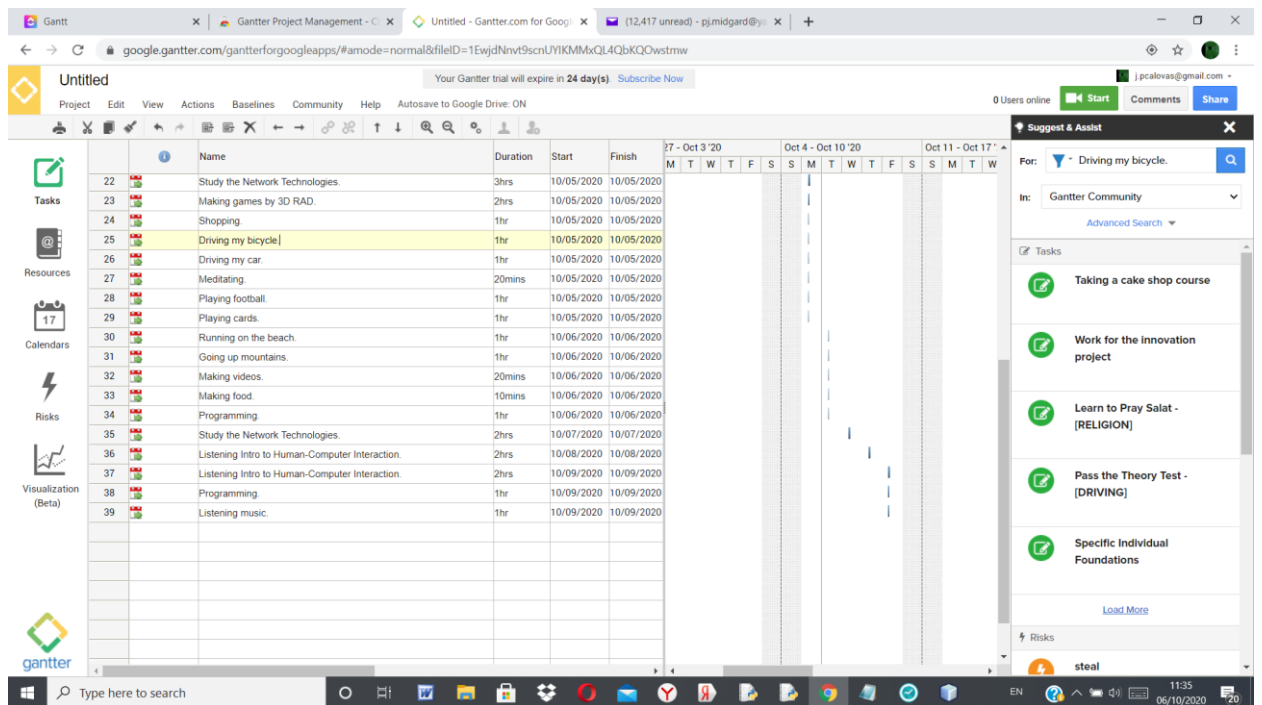 Gantt
Gantter Project Management - C
Untitled - Gantter.com for Googl
(12,417 unread) - pj.midgard@ya
google.gantter.com/gantterforgoogleapps/#amode=normal&fileID=1EwjdNnvt9scnUYIKMMxQL4QbKQOwstmw
Untitled
Your Gantter trial will expire in 24 day(s). Subscribe Now
j.pcalovas@gmail.com
Project Edit View Actions Baselines Community Help Autosave to Google Drive: ON
0 Users online Start Comments Share
Suggest & Assist
For: Driving my bicycle.
In: Gantter Community
Advanced Search
Tasks
Resources
17
Calendars
Risks
Visualization
(Beta)
gantter
Name Duration Start Finish
27 - Oct 3 '20 Oct 4 - Oct 10 '20 Oct 11 - Oct 17 '
M T W T F S S M T W T F S S M T W
22 Study the Network Technologies. 3hrs 10/05/2020 10/05/2020
23 Making games by 3D RAD. 2hrs 10/05/2020 10/05/2020
24 Shopping. 1hr 10/05/2020 10/05/2020
25 Driving my bicycle. 1hr 10/05/2020 10/05/2020
26 Driving my car. 1hr 10/05/2020 10/05/2020
27 Meditating. 20mins 10/05/2020 10/05/2020
28 Playing football. 1hr 10/05/2020 10/05/2020
29 Playing cards. 1hr 10/05/2020 10/05/2020
30 Running on the beach. 1hr 10/06/2020 10/06/2020
31 Going up mountains. 1hr 10/06/2020 10/06/2020
32 Making videos. 20mins 10/06/2020 10/06/2020
33 Making food. 10mins 10/06/2020 10/06/2020
34 Programming. 1hr 10/06/2020 10/06/2020
35 Study the Network Technologies. 2hrs 10/07/2020 10/07/2020
36 Listening Intro to Human-Computer Interaction. 2hrs 10/08/2020 10/08/2020
37 Listening Intro to Human-Computer Interaction. 2hrs 10/09/2020 10/09/2020
38 Programming. 1hr 10/09/2020 10/09/2020
39 Listening music. 1hr 10/09/2020 10/09/2020
Tasks
Taking a cake shop course
Work for the innovation
project
Learn to Pray Salat -
[RELIGION]
Pass the Theory Test -
[DRIVING]
Specific Individual
Foundations
Load More
Risks
steal
Type here to search
EN
11:35
06/10/2020
20